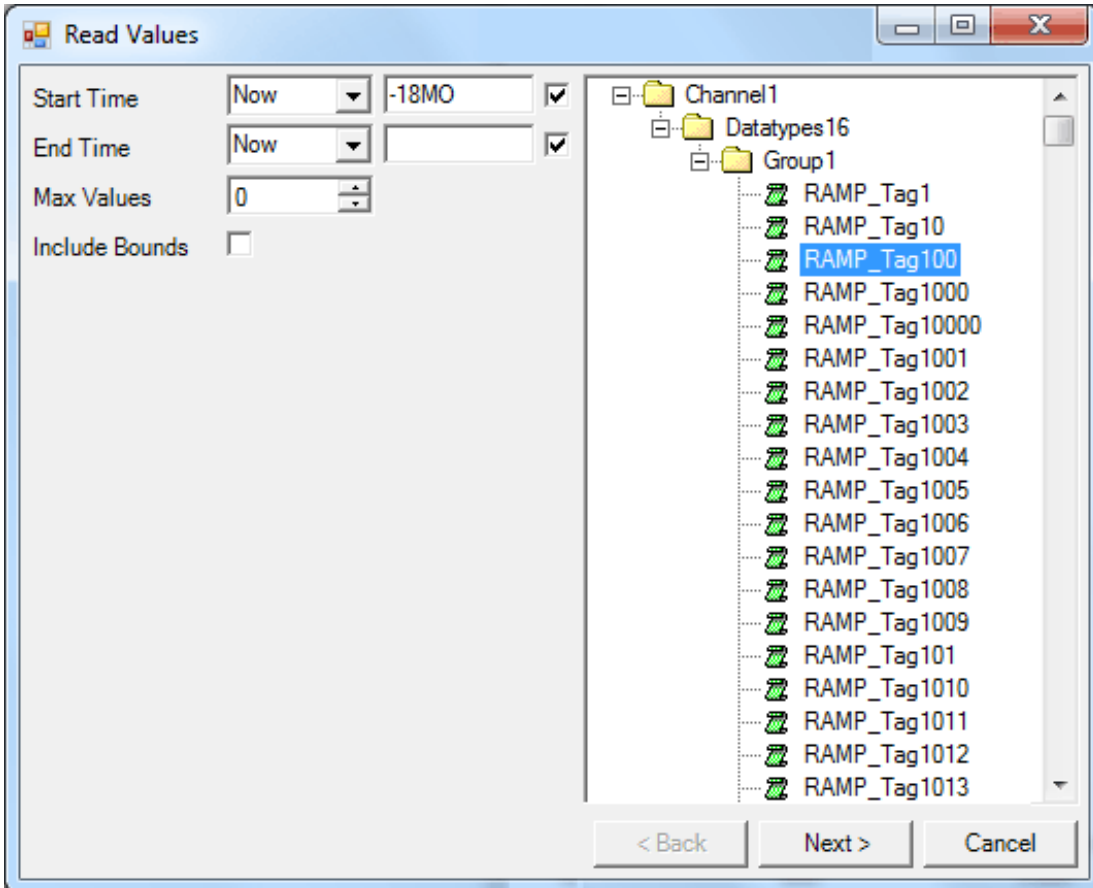 Read Values
Start Time Now -18MO
End Time Now
Max Values 0
Include Bounds
Channel1
Datatypes16
Group1
RAMP_Tag1
RAMP_Tag10
RAMP_Tag100
RAMP_Tag1000
RAMP_Tag10000
RAMP_Tag1001
RAMP_Tag1002
RAMP_Tag1003
RAMP_Tag1004
RAMP_Tag1005
RAMP_Tag1006
RAMP_Tag1007
RAMP_Tag1008
RAMP_Tag1009
RAMP_Tag101
RAMP_Tag1010
RAMP_Tag1011
RAMP_Tag1012
RAMP_Tag1013
< Back Next > Cancel